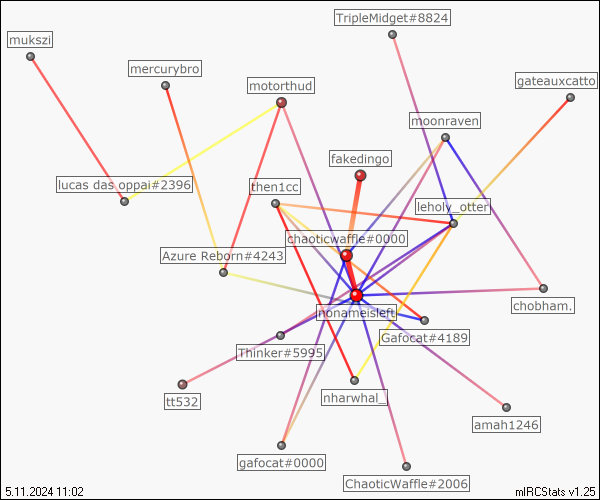 TripleMidget#8824
mukszi
mercurybro
motorthud
gateauxcatto
moonraven
fakedingo
lucas das oppai#2396
then1cc
leholy_otter
chaoticwaffle#0000
Azure Reborn#4243
chobham.
nonameisleft
Gafocat#4189
Thinker#5995
tt532
nharwhal_
amah1246
gafocat#0000
ChaoticWaffle#2006
5.11.2024 11:02
mIRCStats v1.25